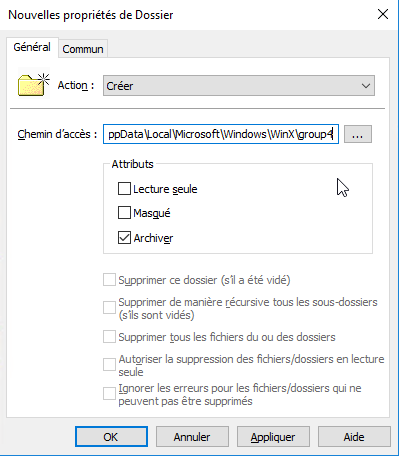 Nouvelles propriétés de Dossier
Général
Commun
Action :
Créer
Chemin d'accès :
ppData\Local\Microsoft\Windows\WinX\group4
...
Attributs
Lecture seule
Masqué
Archiver
Supprimer ce dossier (s'il a été vidé)
Supprimer de manière récursive tous les sous-dossiers
(s'ils sont vidés)
Supprimer tous les fichiers du ou des dossiers
Autoriser la suppression des fichiers/dossiers en lecture
seule
Ignorer les erreurs pour les fichiers/dossiers qui ne
peuvent pas être supprimés
OK
Annuler
Appliquer
Aide